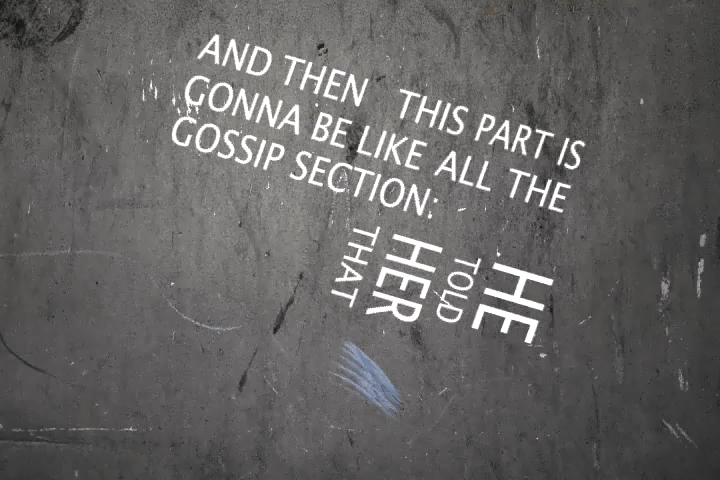 AND THEN THIS PART IS
GONNA BE LIKE ALL THE
GOSSIP SECTION:
HE
TOLD
HER
THAT